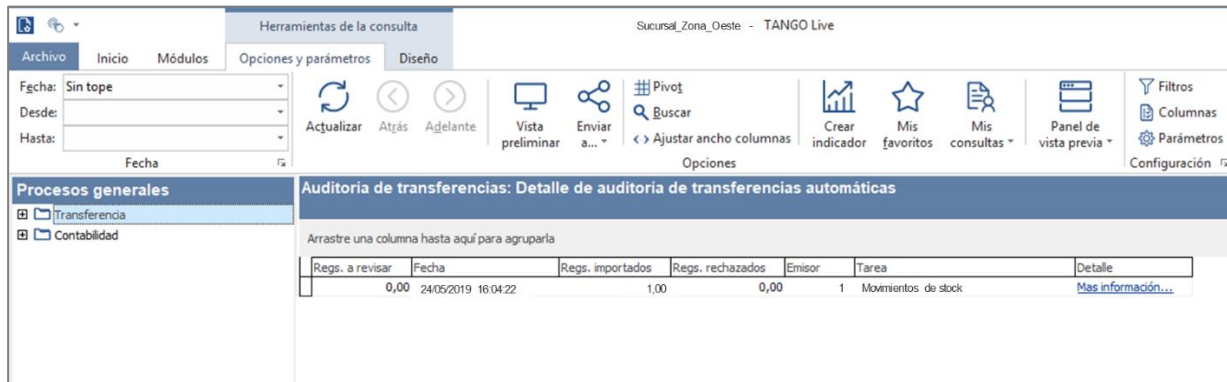 Herramientas de la consulta
Sucursal_Zona_Oeste - TANGO Live
Archivo Inicio Módulos Opciones y parámetros Diseño
Fecha: Sin tope
Desde:
Hasta:
Fecha
Actualizar
Atrás
Adelante
Vista
preliminar
Enviar
a...
Pivot
Buscar
Ajustar ancho columnas
Crear
indicador
Mis
favoritos
Mis
consultas
Panel de
vista previa
Opciones
Filtros
Columnas
Parámetros
Configuración
Procesos generales
Transferencia
Contabilidad
Auditoría de transferencias: Detalle de auditoría de transferencias automáticas
Arrastre una columna hasta aquí para agruparla
Regs. a revisar Fecha Regs. importados Regs. rechazados Emisor Tarea Detalle
0,00 24/05/2019 16:04:22 1,00 0,00 1 Movimientos de stock Mas información...